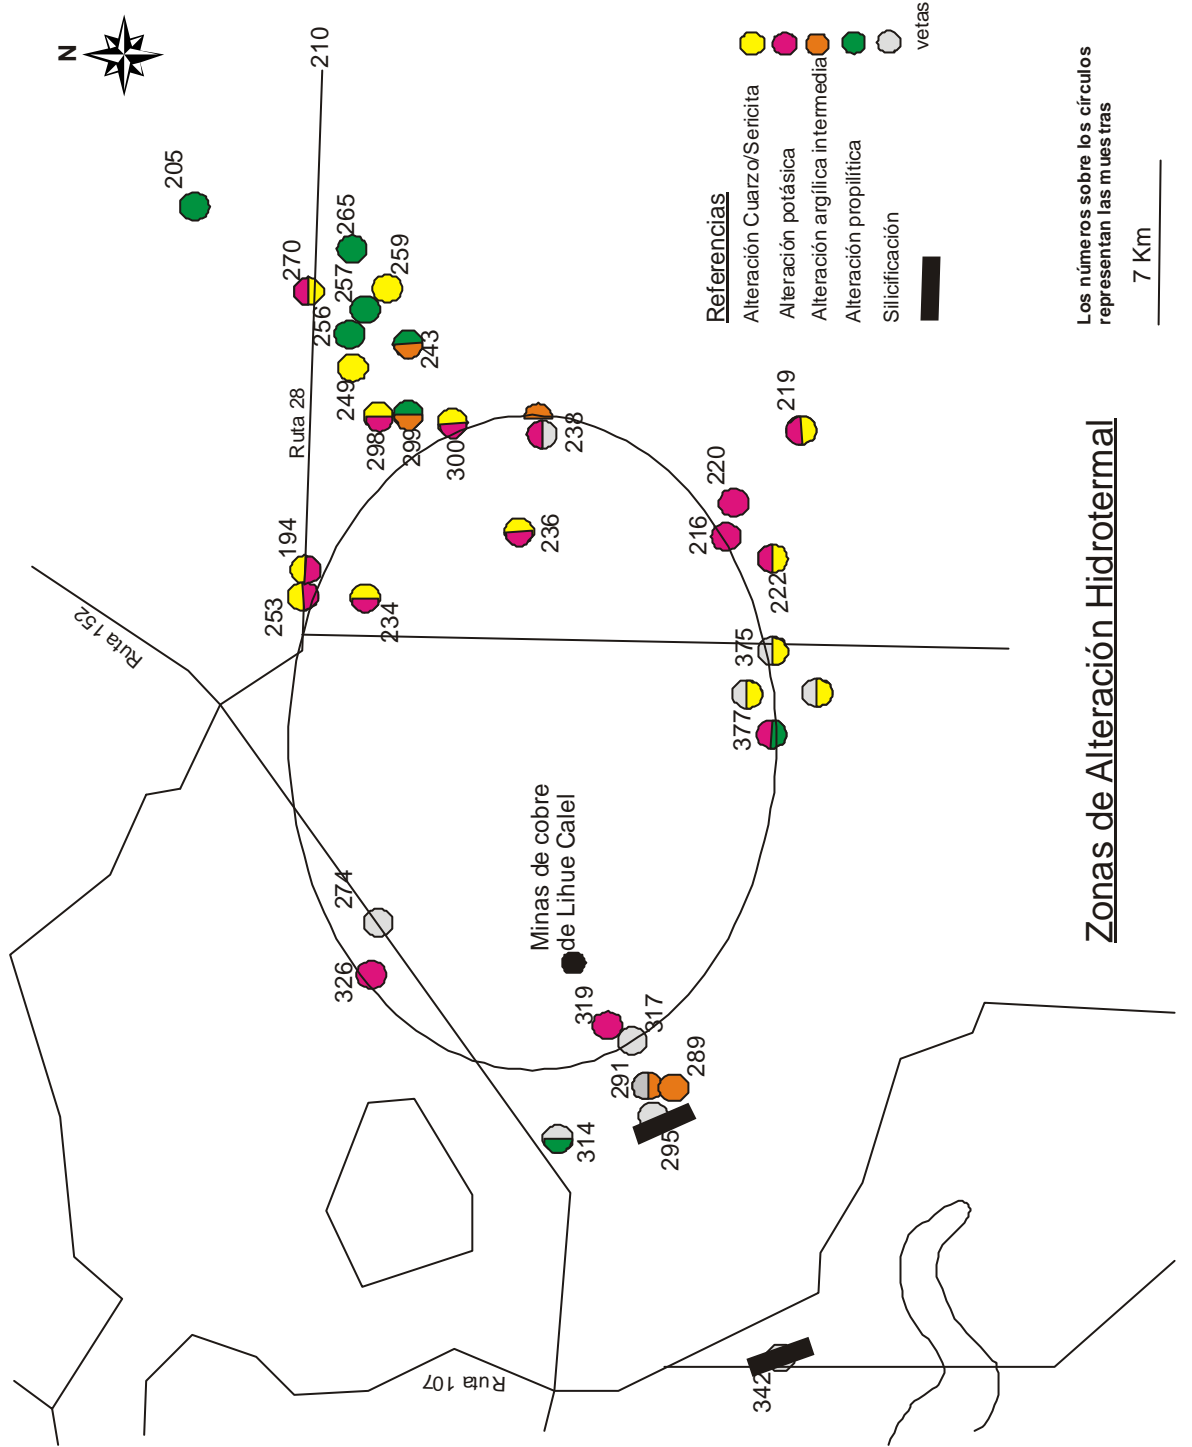 N
205
210
270
265
257
259
256
249
243
Ruta 28
298
299
300
238
194
253
234
236
219
220
216
222
Ruta 152
375
377
274
326
Minas de cobre
de Lihue Calel
319
317
291
289
295
314
Ruta 107
342
Referencias
Alteración Cuarzo/Sericita
Alteración potásica
Alteración argílica intermedia
Alteración propilítica
Silicificación
vetas
Los números sobre los círculos
representan las muestras
7 Km
Zonas de Alteración Hidrotermal